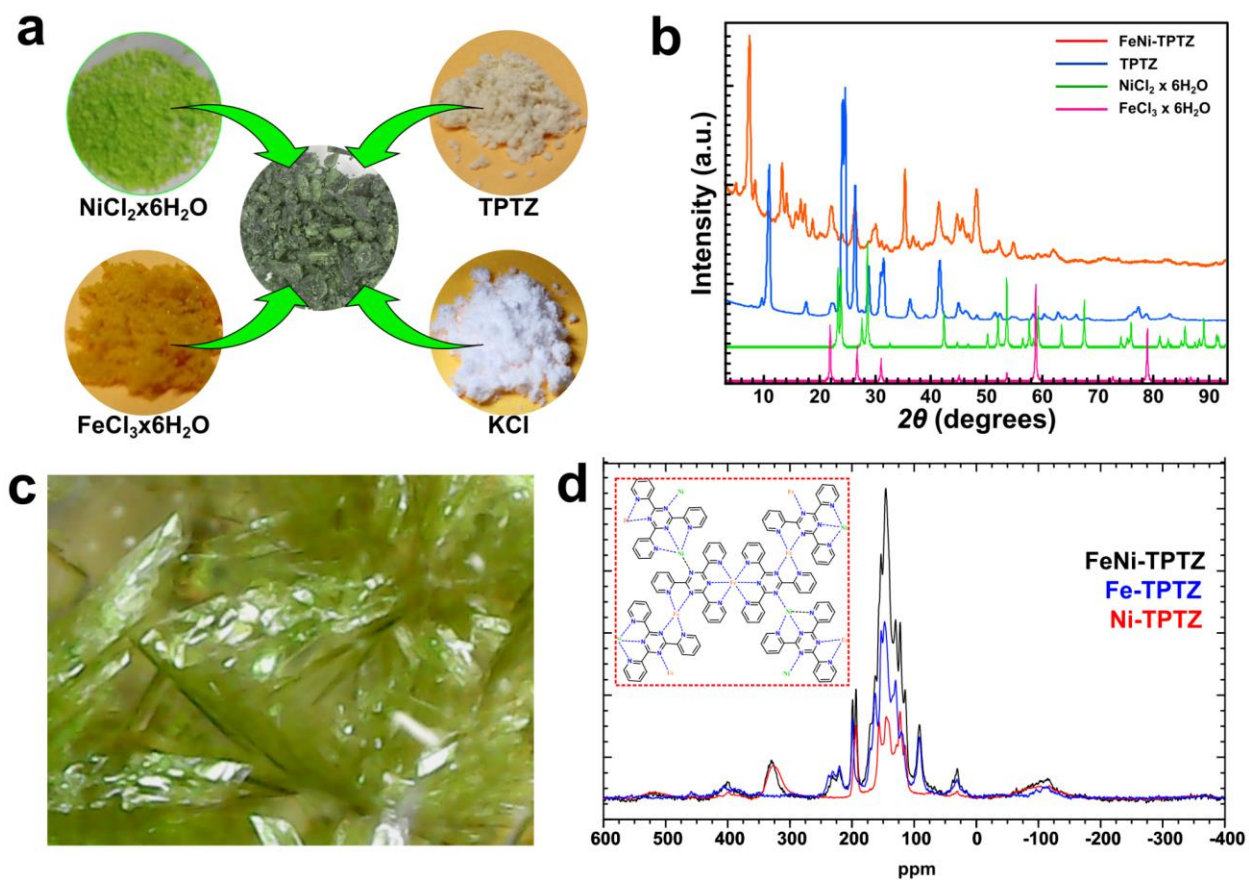 a
NiCl₂x6H₂O
TPTZ
FeCl₃x6H₂O
KCl
b
Intensity (a.u.)
FeNi-TPTZ
TPTZ
NiCl₂ x 6H₂O
FeCl₃ x 6H₂O
10 20 30 40 50 60 70 80 90
2θ (degrees)
c
d
FeNi-TPTZ
Fe-TPTZ
Ni-TPTZ
600 500 400 300 200 100 0 -100 -200 -300 -400
ppm